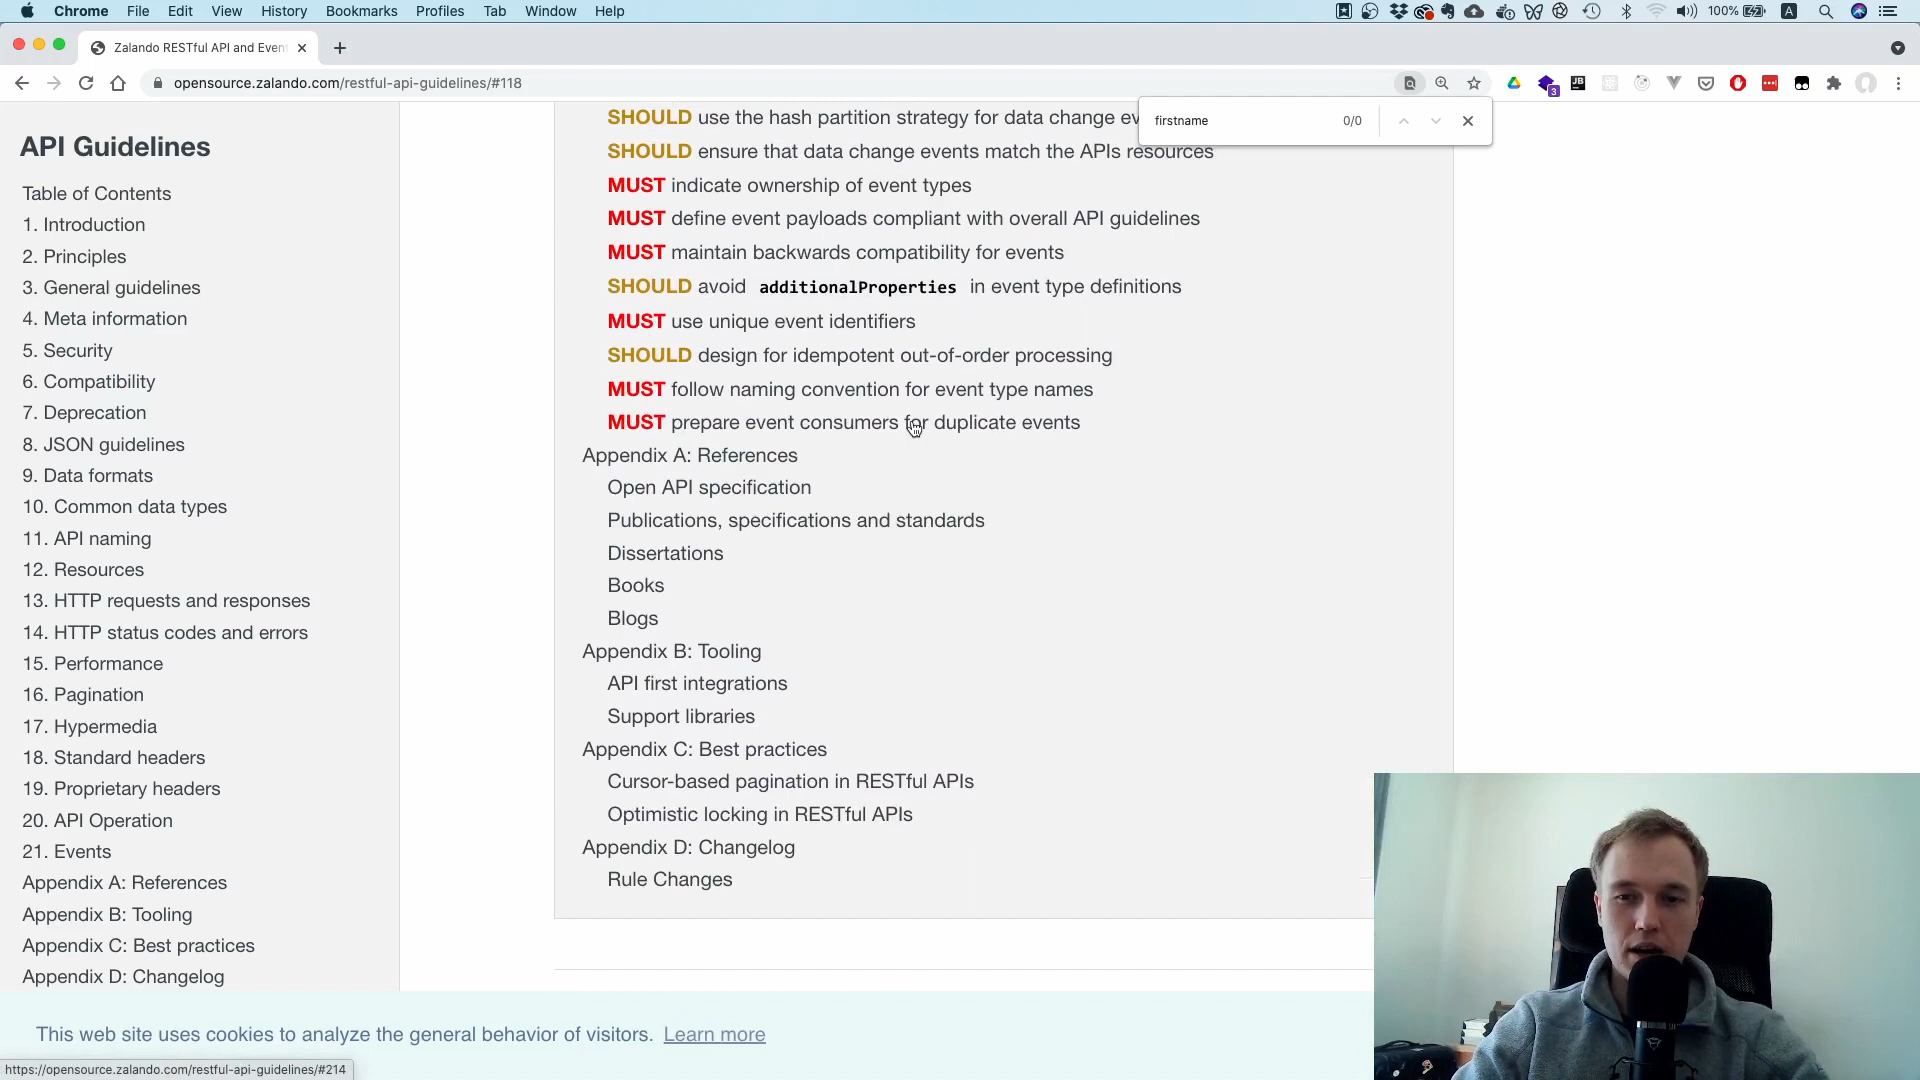 Chrome File Edit View History Bookmarks Profiles Tab Window Help 100% A
Zalando RESTful API and Even
opensource.zalando.com/restful-api-guidelines/#118
3
JB
firstname 0/0
API Guidelines
Table of Contents
1. Introduction
2. Principles
3. General guidelines
4. Meta information
5. Security
6. Compatibility
7. Deprecation
8. JSON guidelines
9. Data formats
10. Common data types
11. API naming
12. Resources
13. HTTP requests and responses
14. HTTP status codes and errors
15. Performance
16. Pagination
17. Hypermedia
18. Standard headers
19. Proprietary headers
20. API Operation
21. Events
Appendix A: References
Appendix B: Tooling
Appendix C: Best practices
Appendix D: Changelog
SHOULD use the hash partition strategy for data change ev
SHOULD ensure that data change events match the APIs resources
MUST indicate ownership of event types
MUST define event payloads compliant with overall API guidelines
MUST maintain backwards compatibility for events
SHOULD avoid additionalProperties in event type definitions
MUST use unique event identifiers
SHOULD design for idempotent out-of-order processing
MUST follow naming convention for event type names
MUST prepare event consumers for duplicate events
Appendix A: References
Open API specification
Publications, specifications and standards
Dissertations
Books
Blogs
Appendix B: Tooling
API first integrations
Support libraries
Appendix C: Best practices
Cursor-based pagination in RESTful APIs
Optimistic locking in RESTful APIs
Appendix D: Changelog
Rule Changes
This web site uses cookies to analyze the general behavior of visitors. Learn more
https://opensource.zalando.com/restful-api-guidelines/#214